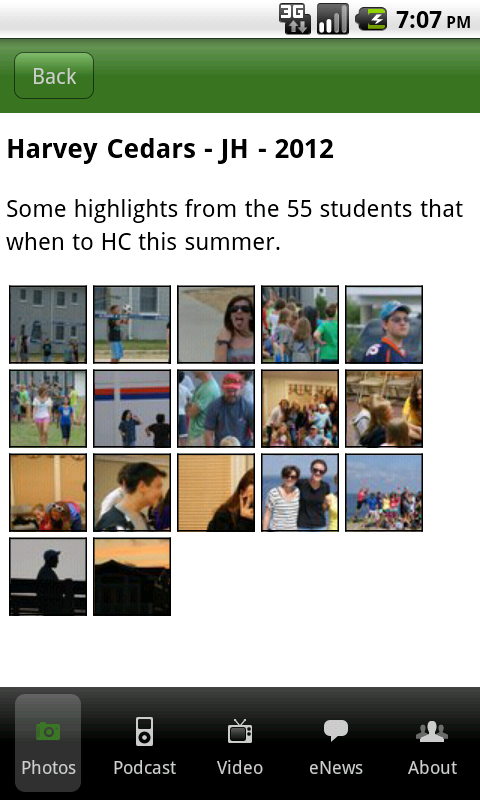 3G 7:07 PM
Back
Harvey Cedars - JH - 2012
Some highlights from the 55 students that
when to HC this summer.
Photos Podcast Video eNews About